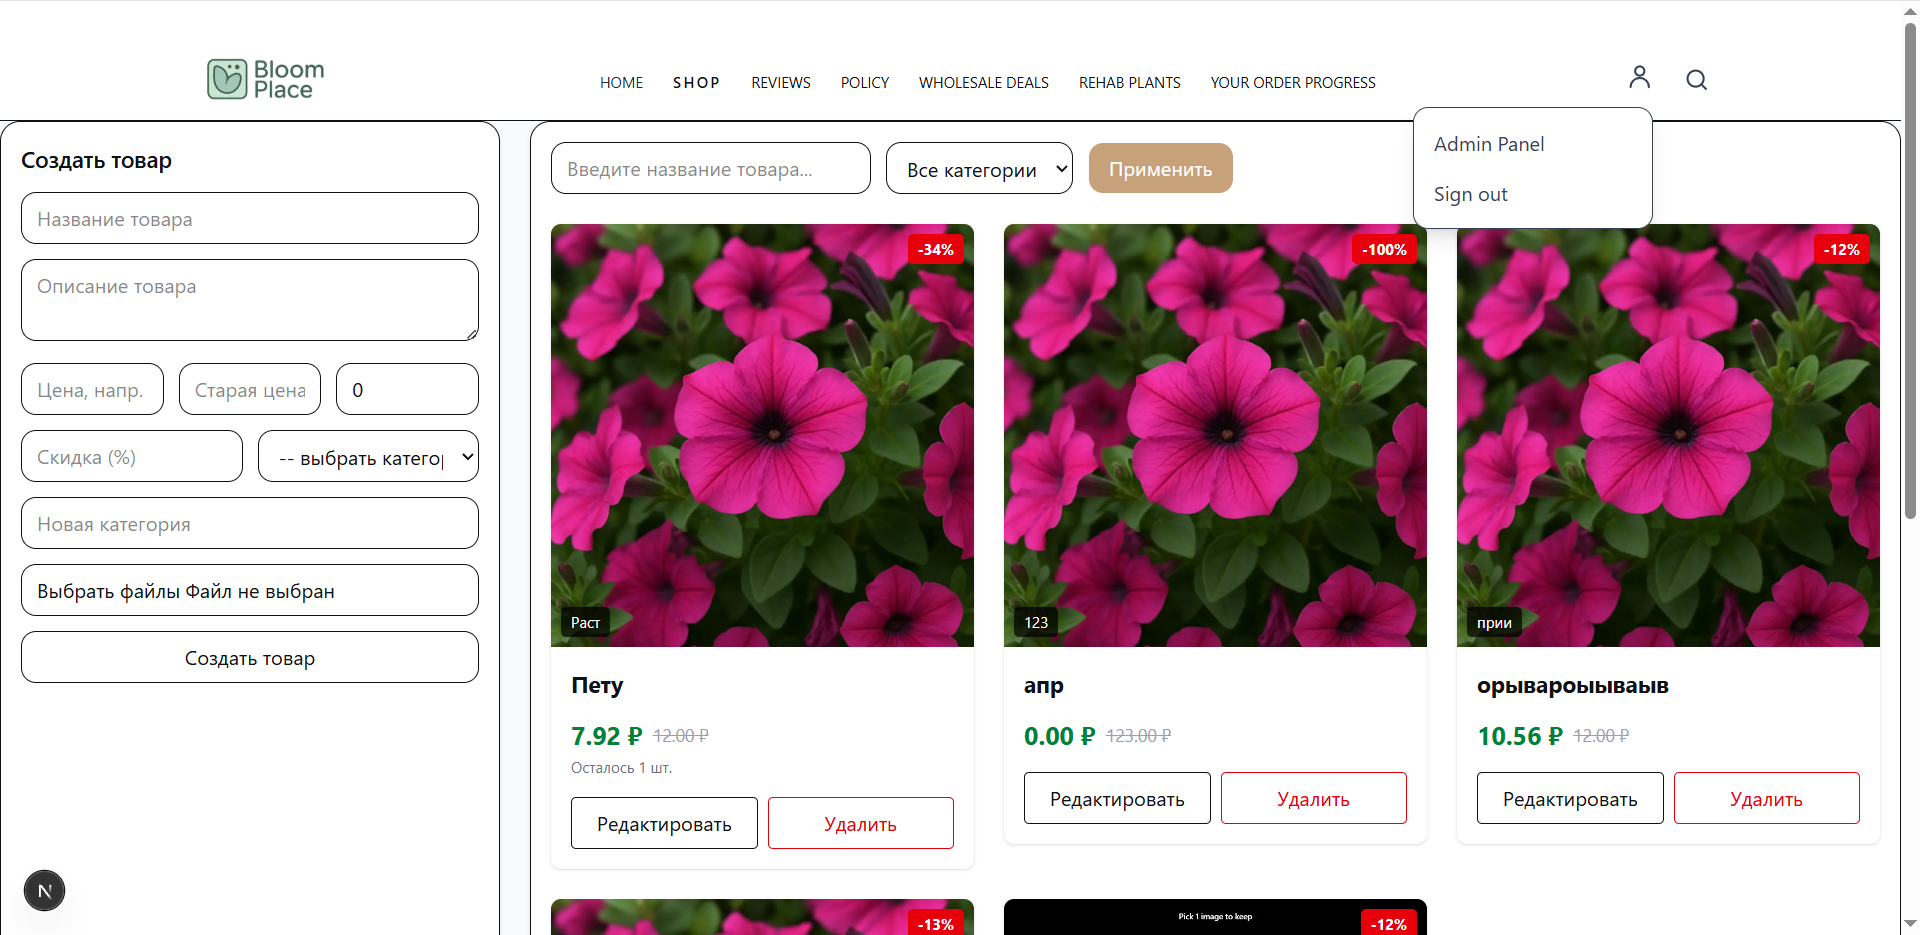 Bloom
Place
HOME SHOP REVIEWS POLICY WHOLESALE DEALS REHAB PLANTS YOUR ORDER PROGRESS
Admin Panel
Sign out
Создать товар
Название товара
Описание товара
Цена, напр. Старая цена 0
Скидка (%) -- выбрать катего
Новая категория
Выбрать файлы Файл не выбран
Создать товар
N
Введите название товара... Все категории Применить
-34%
Раст
Пету
7.92 ₽ 12.00 ₽
Осталось 1 шт.
Редактировать Удалить
-100%
123
апр
0.00 ₽ 123.00 ₽
Редактировать Удалить
-12%
прии
орывароыываыв
10.56 ₽ 12.00 ₽
Редактировать Удалить
-13%
Pick 1 image to keep
-12%